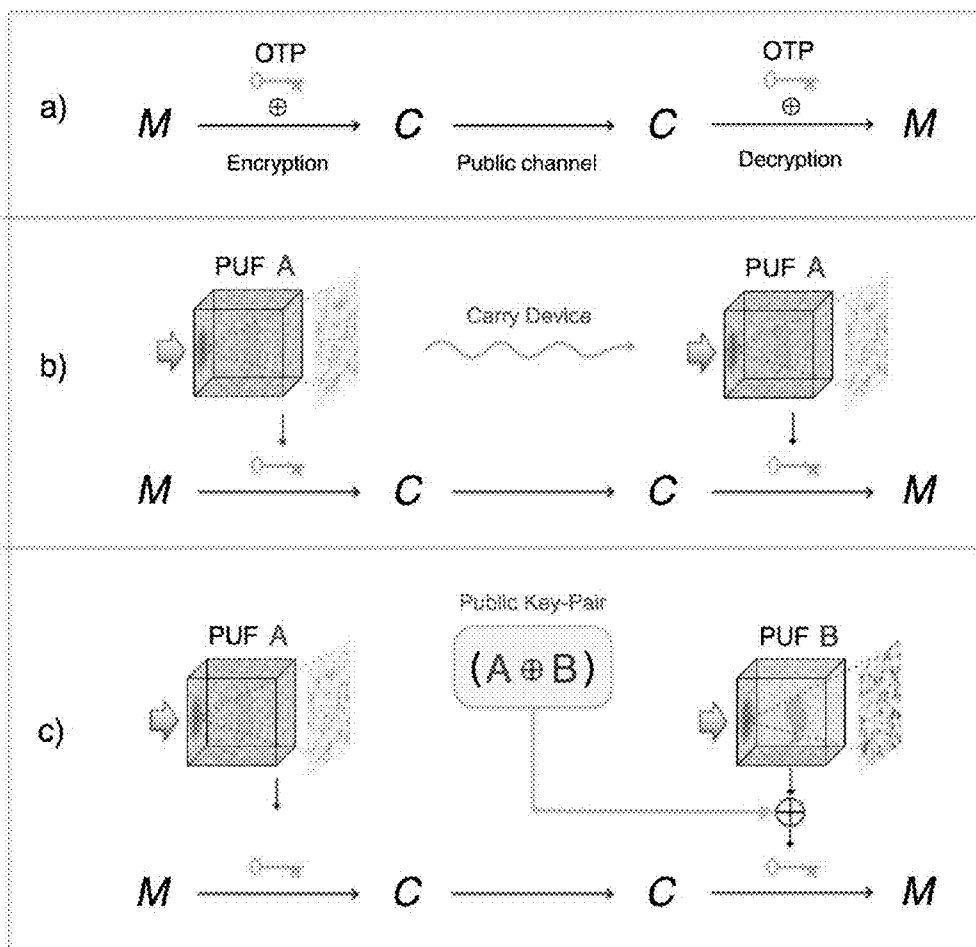 a)
OTP
⊕
M
C
C
OTP
⊕
M
Encryption
Public channel
Decryption
b)
PUF A
Carry Device
PUF A
M
C
C
M
c)
PUF A
Public Key-Pair
(A ⊕ B)
PUF B
⊕
M
C
C
M